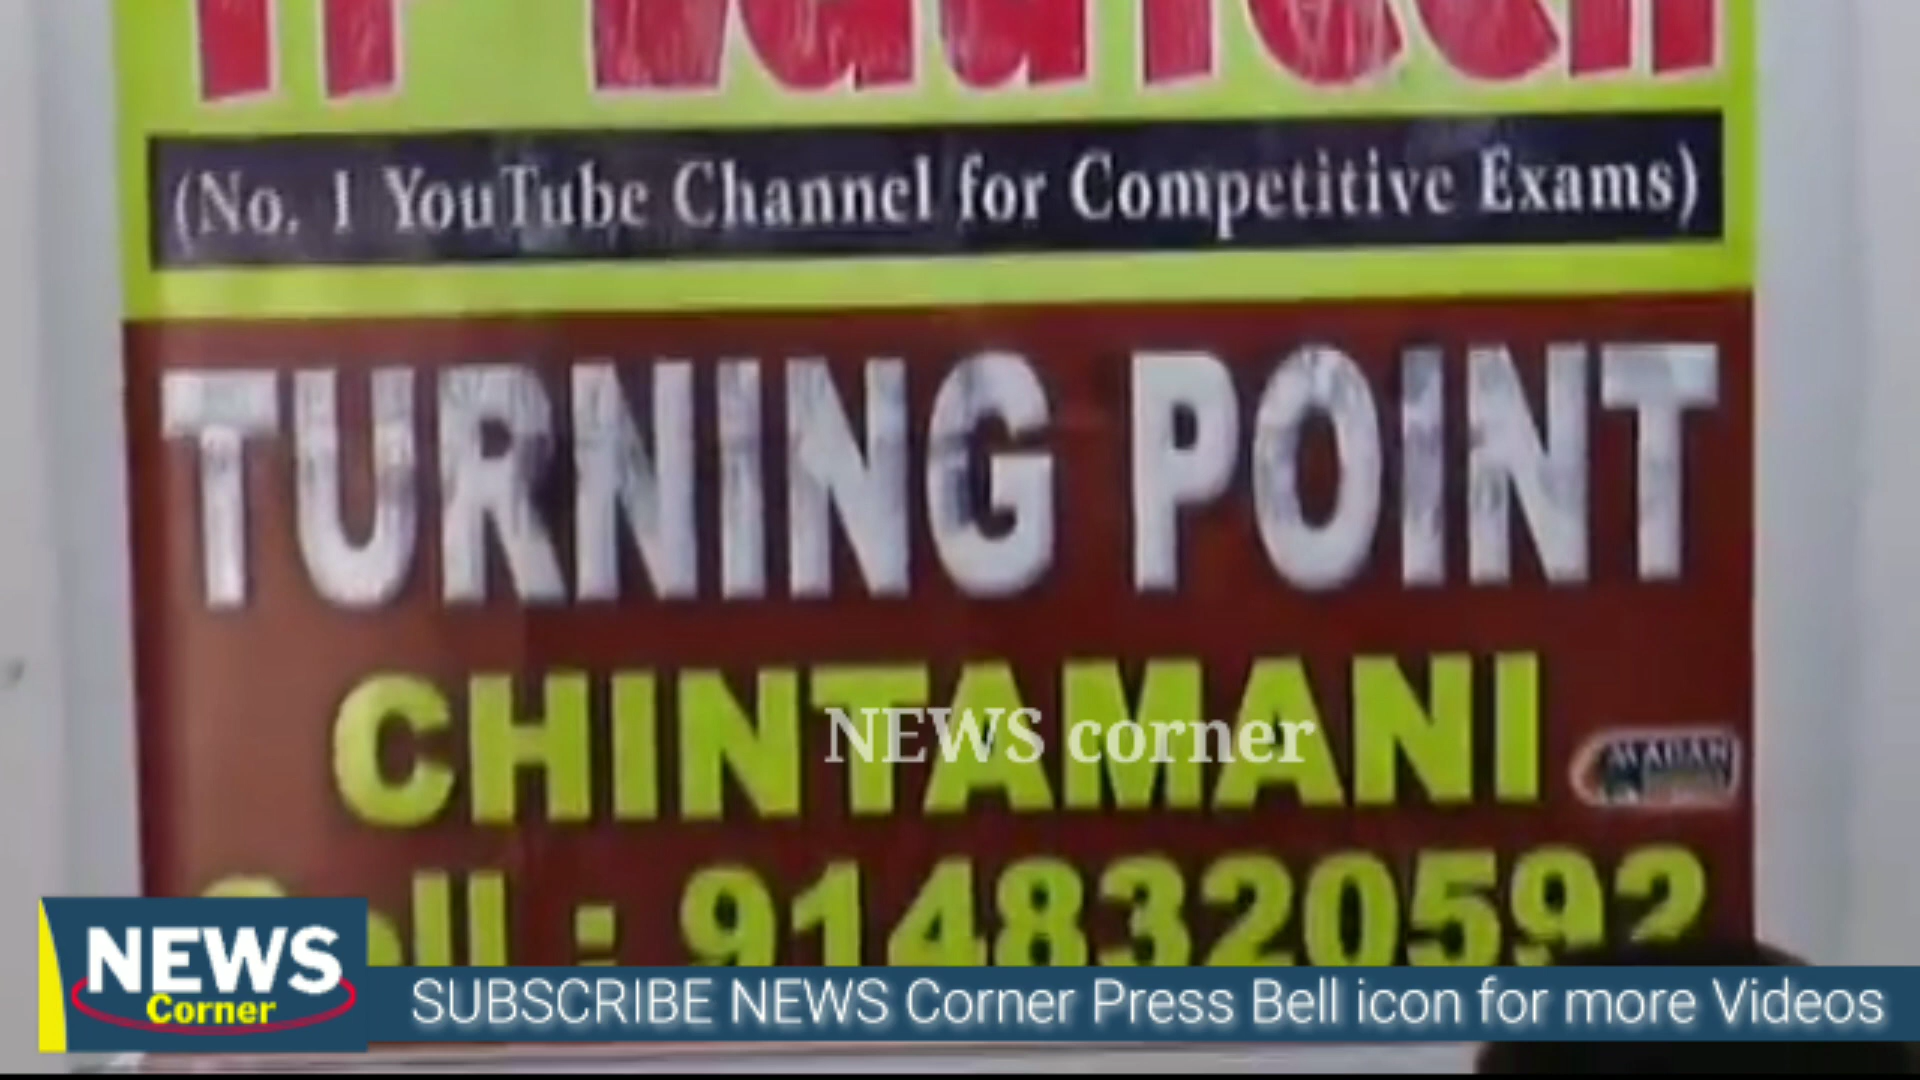 (No. 1 YouTube Channel for Competitive Exams)
TURNING POINT
CHINTAMANI
NEWS corner
Cell : 9148320592
NEWS
Corner
SUBSCRIBE NEWS Corner Press Bell icon for more Videos